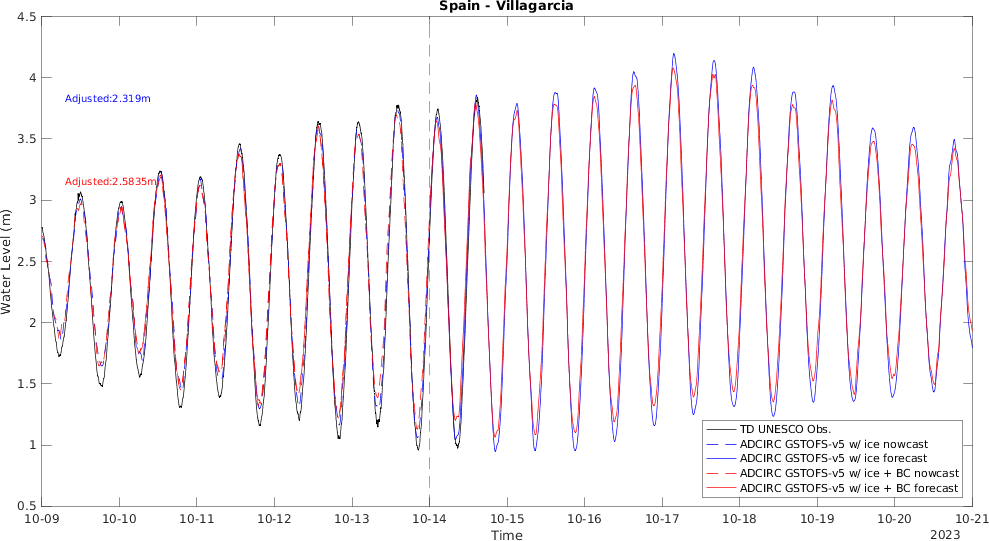 Spain - Villagarcia
4.5
4
3.5
3
2.5
2
1.5
1
0.5
Water Level (m)
Adjusted:2.319m
Adjusted:2.5835m
TD UNESCO Obs.
ADCIRC GSTOFS-v5 w/ ice nowcast
ADCIRC GSTOFS-v5 w/ ice forecast
ADCIRC GSTOFS-v5 w/ ice + BC nowcast
ADCIRC GSTOFS-v5 w/ ice + BC forecast
10-09 10-10 10-11 10-12 10-13 10-14 10-15 10-16 10-17 10-18 10-19 10-20 10-21
Time
2023